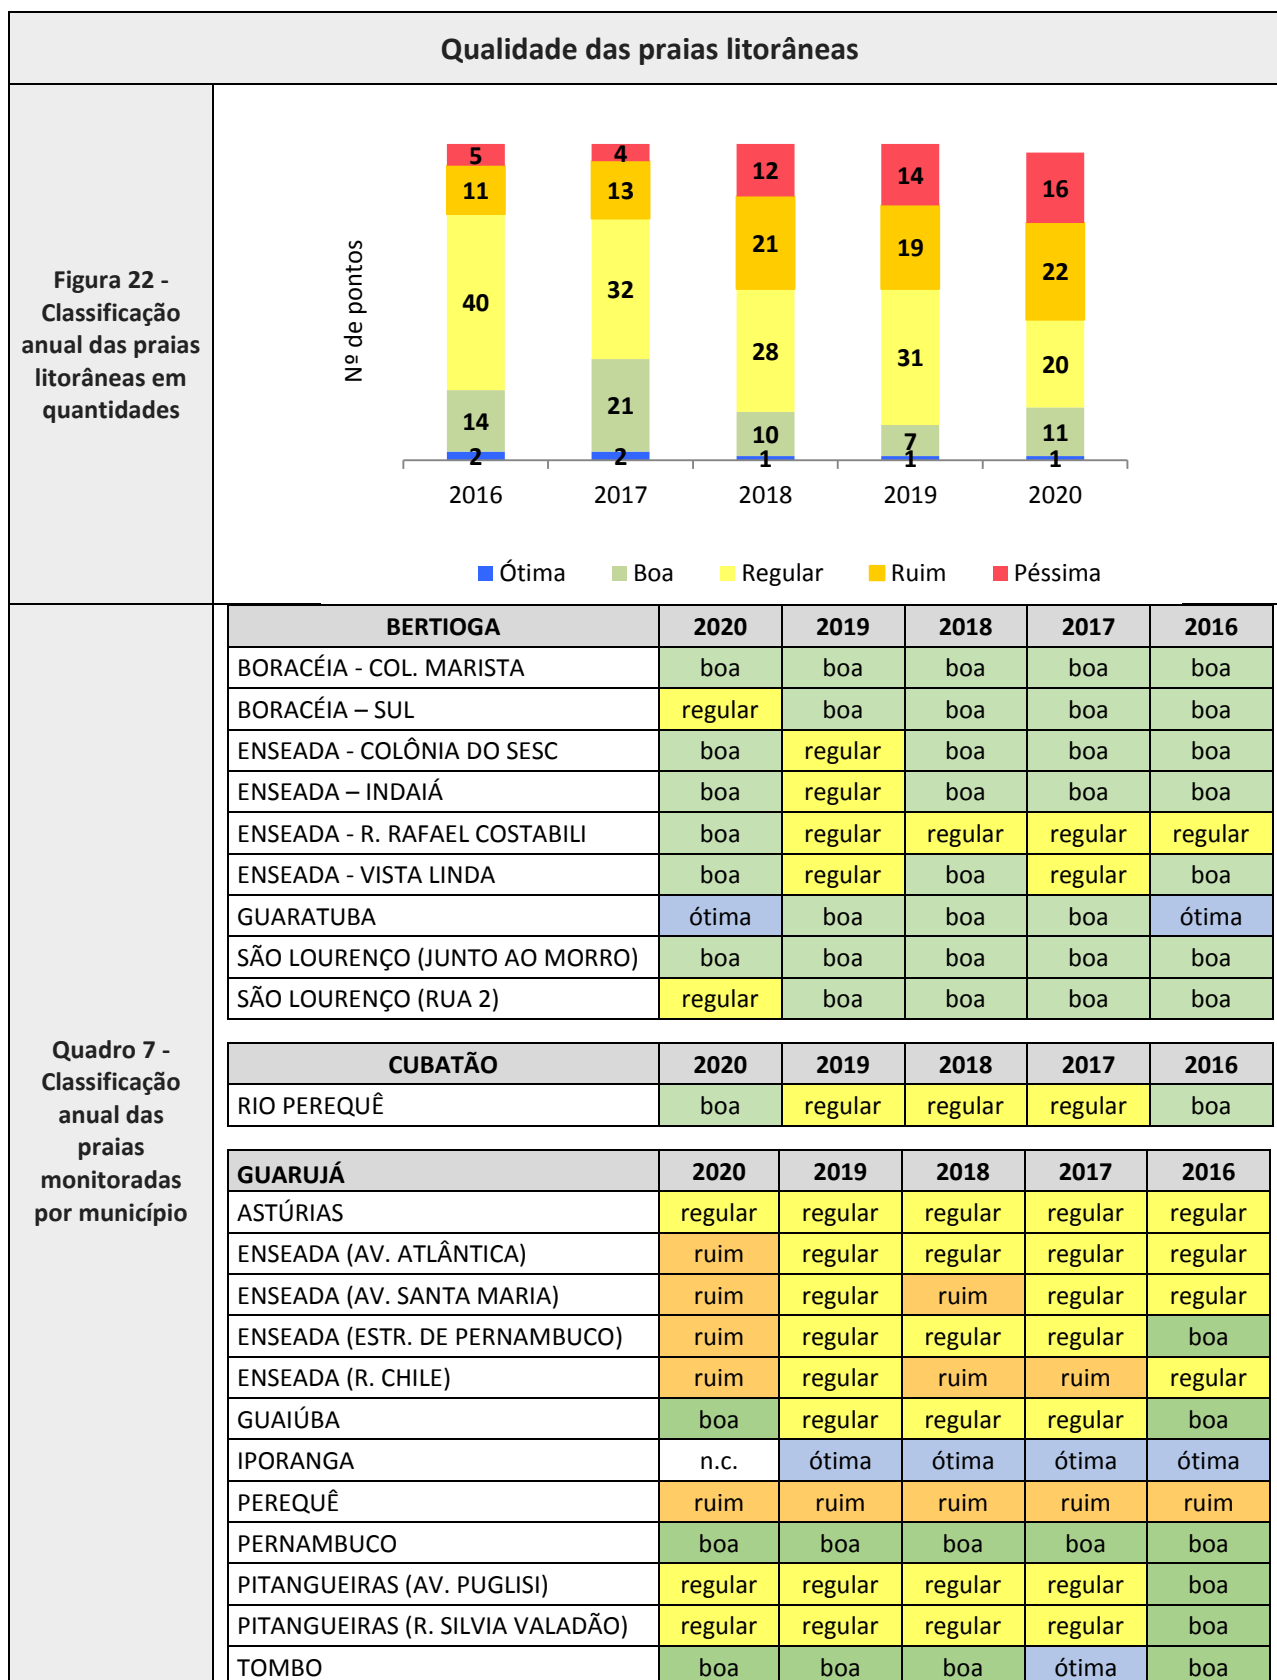 Qualidade das praias litorâneas
Figura 22 -
Classificação
anual das praias
litorâneas em
quantidades
Nº de pontos
5 4 12 14 16
11 13 21 19 22
40 32 28 31 20
14 21 10 7 11
2 2 1 1 1
2016 2017 2018 2019 2020
Ótima Boa Regular Ruim Péssima
Quadro 7 -
Classificação
anual das
praias
monitoradas
por município
BERTIOGA 2020 2019 2018 2017 2016
BORACÉIA - COL. MARISTA boa boa boa boa boa
BORACÉIA – SUL regular boa boa boa boa
ENSEADA - COLÔNIA DO SESC boa regular boa boa boa
ENSEADA – INDAIÁ boa regular boa boa boa
ENSEADA - R. RAFAEL COSTABILI boa regular regular regular regular
ENSEADA - VISTA LINDA boa regular boa regular boa
GUARATUBA ótima boa boa boa ótima
SÃO LOURENÇO (JUNTO AO MORRO) boa boa boa boa boa
SÃO LOURENÇO (RUA 2) regular boa boa boa boa
CUBATÃO 2020 2019 2018 2017 2016
RIO PEREQUÊ boa regular regular regular boa
GUARUJÁ 2020 2019 2018 2017 2016
ASTÚRIAS regular regular regular regular regular
ENSEADA (AV. ATLÂNTICA) ruim regular regular regular regular
ENSEADA (AV. SANTA MARIA) ruim regular ruim regular regular
ENSEADA (ESTR. DE PERNAMBUCO) ruim regular regular regular boa
ENSEADA (R. CHILE) ruim regular ruim ruim regular
GUAIÚBA boa regular regular regular boa
IPORANGA n.c. ótima ótima ótima ótima
PEREQUÊ ruim ruim ruim ruim ruim
PERNAMBUCO boa boa boa boa boa
PITANGUEIRAS (AV. PUGLISI) regular regular regular regular boa
PITANGUEIRAS (R. SILVIA VALADÃO) regular regular regular regular boa
TOMBO boa boa boa ótima boa